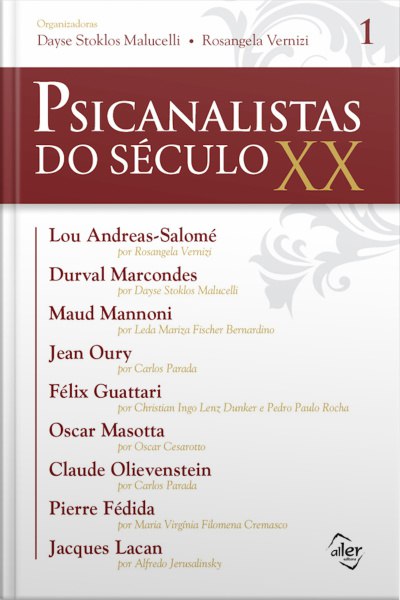 Organizadoras
Dayse Stoklos Malucelli • Rosangela Vernizi 1
PSICANALISTAS
DO SÉCULO XX
Lou Andreas-Salomé
por Rosangela Vernizi
Durval Marcondes
por Dayse Stoklos Malucelli
Maud Mannoni
por Leda Mariza Fischer Bernardino
Jean Oury
por Carlos Parada
Félix Guattari
por Christian Ingo Lenz Dunker e Pedro Paulo Rocha
Oscar Masotta
por Oscar Cesarotto
Claude Olievenstein
por Carlos Parada
Pierre Fédida
por Maria Virgínia Filomena Cremasco
Jacques Lacan
por Alfredo Jerusalinsky
aller
editora